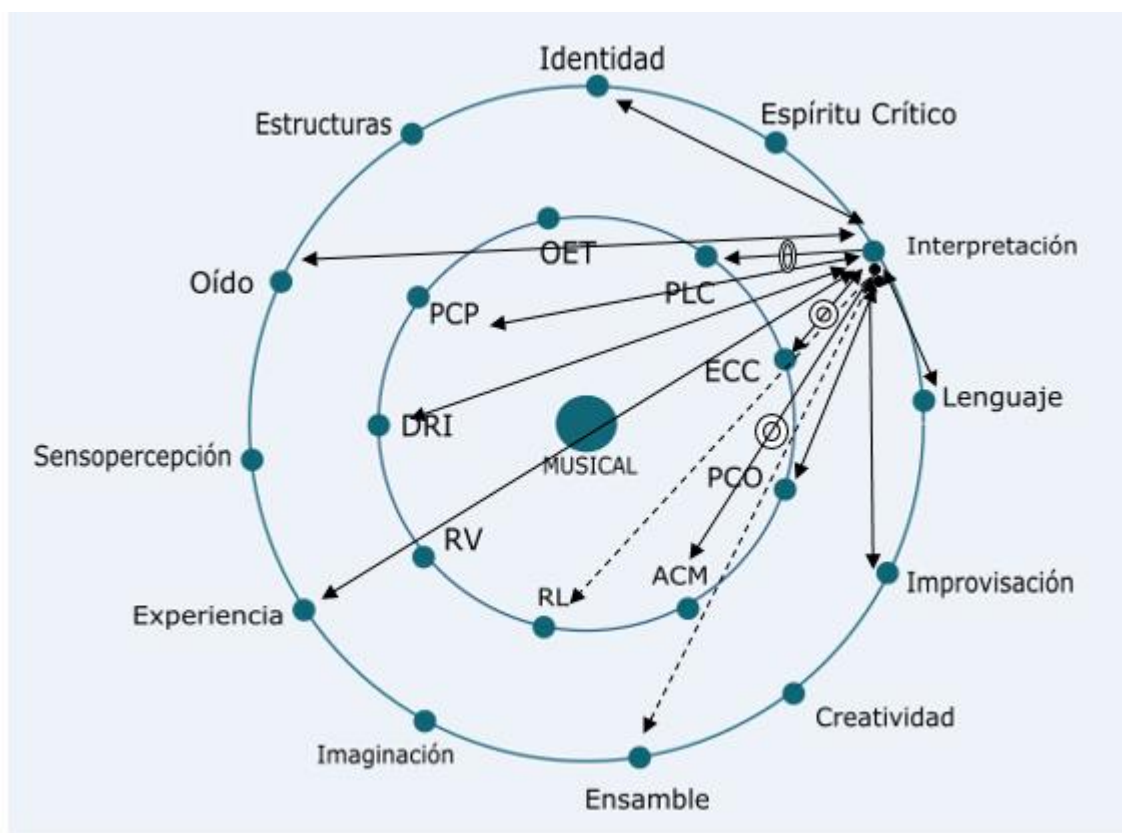 Identidad
Espíritu Crítico
Estructuras
Interpretación
OET
Oído
PLC
PCP
ECC
Lenguaje
DRI
Sensopercepción
MUSICAL
PCO
RV
ACM
Improvisación
RL
Experiencia
Creatividad
Imaginación
Ensamble